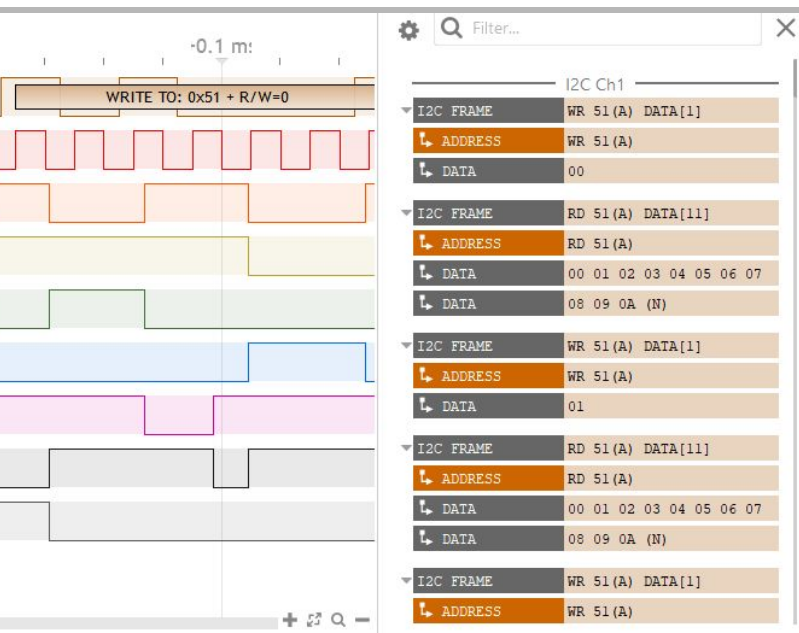 -0.1 ms
Filter...
WRITE TO: 0x51 + R/W=0
I2C Ch1
I2C FRAME WR 51(A) DATA[1]
ADDRESS WR 51(A)
DATA 00
I2C FRAME RD 51(A) DATA[11]
ADDRESS RD 51(A)
DATA 00 01 02 03 04 05 06 07
DATA 08 09 0A (N)
I2C FRAME WR 51(A) DATA[1]
ADDRESS WR 51(A)
DATA 01
I2C FRAME RD 51(A) DATA[11]
ADDRESS RD 51(A)
DATA 00 01 02 03 04 05 06 07
DATA 08 09 0A (N)
I2C FRAME WR 51(A) DATA[1]
ADDRESS WR 51(A)